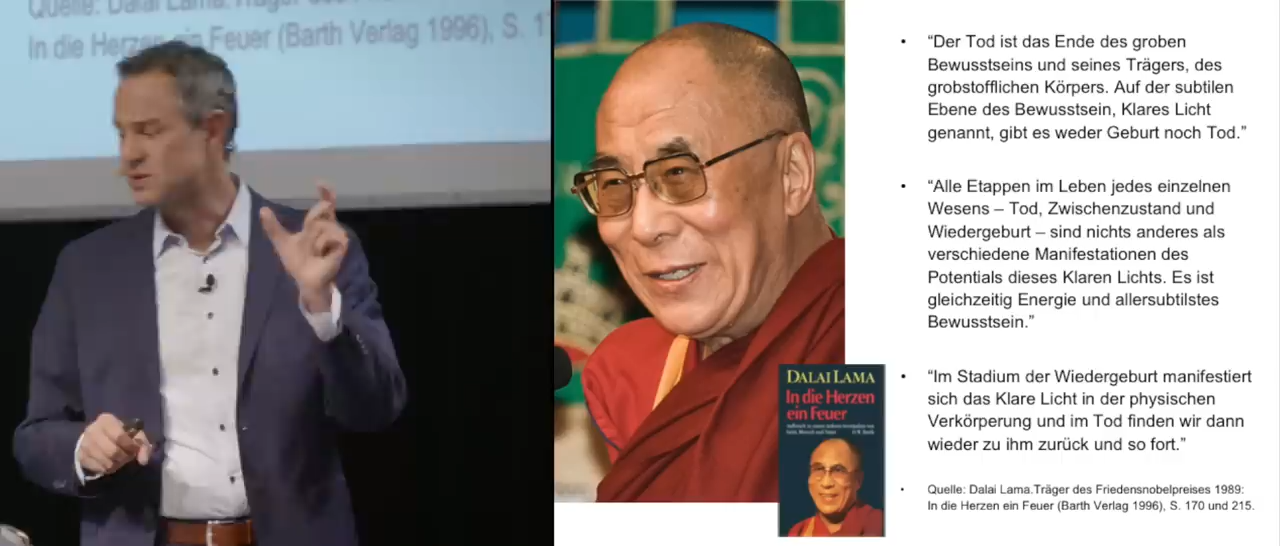 Quelle: Dalai Lama.Träger des
In die Herzen ein Feuer (Barth Verlag 1996), S. 1
“Der Tod ist das Ende des groben
Bewusstseins und seines Trägers, des
grobstofflichen Körpers. Auf der subtilen
Ebene des Bewusstsein, Klares Licht
genannt, gibt es weder Geburt noch Tod.”
“Alle Etappen im Leben jedes einzelnen
Wesens – Tod, Zwischenzustand und
Wiedergeburt – sind nichts anderes als
verschiedene Manifestationen des
Potentials dieses Klaren Lichts. Es ist
gleichzeitig Energie und allersubtilstes
Bewusstsein.”
“Im Stadium der Wiedergeburt manifestiert
sich das Klare Licht in der physischen
Verkörperung und im Tod finden wir dann
wieder zu ihm zurück und so fort.”
Quelle: Dalai Lama.Träger des Friedensnobelpreises 1989:
In die Herzen ein Feuer (Barth Verlag 1996), S. 170 und 215.
DALAI LAMA
In die Herzen
ein Feuer